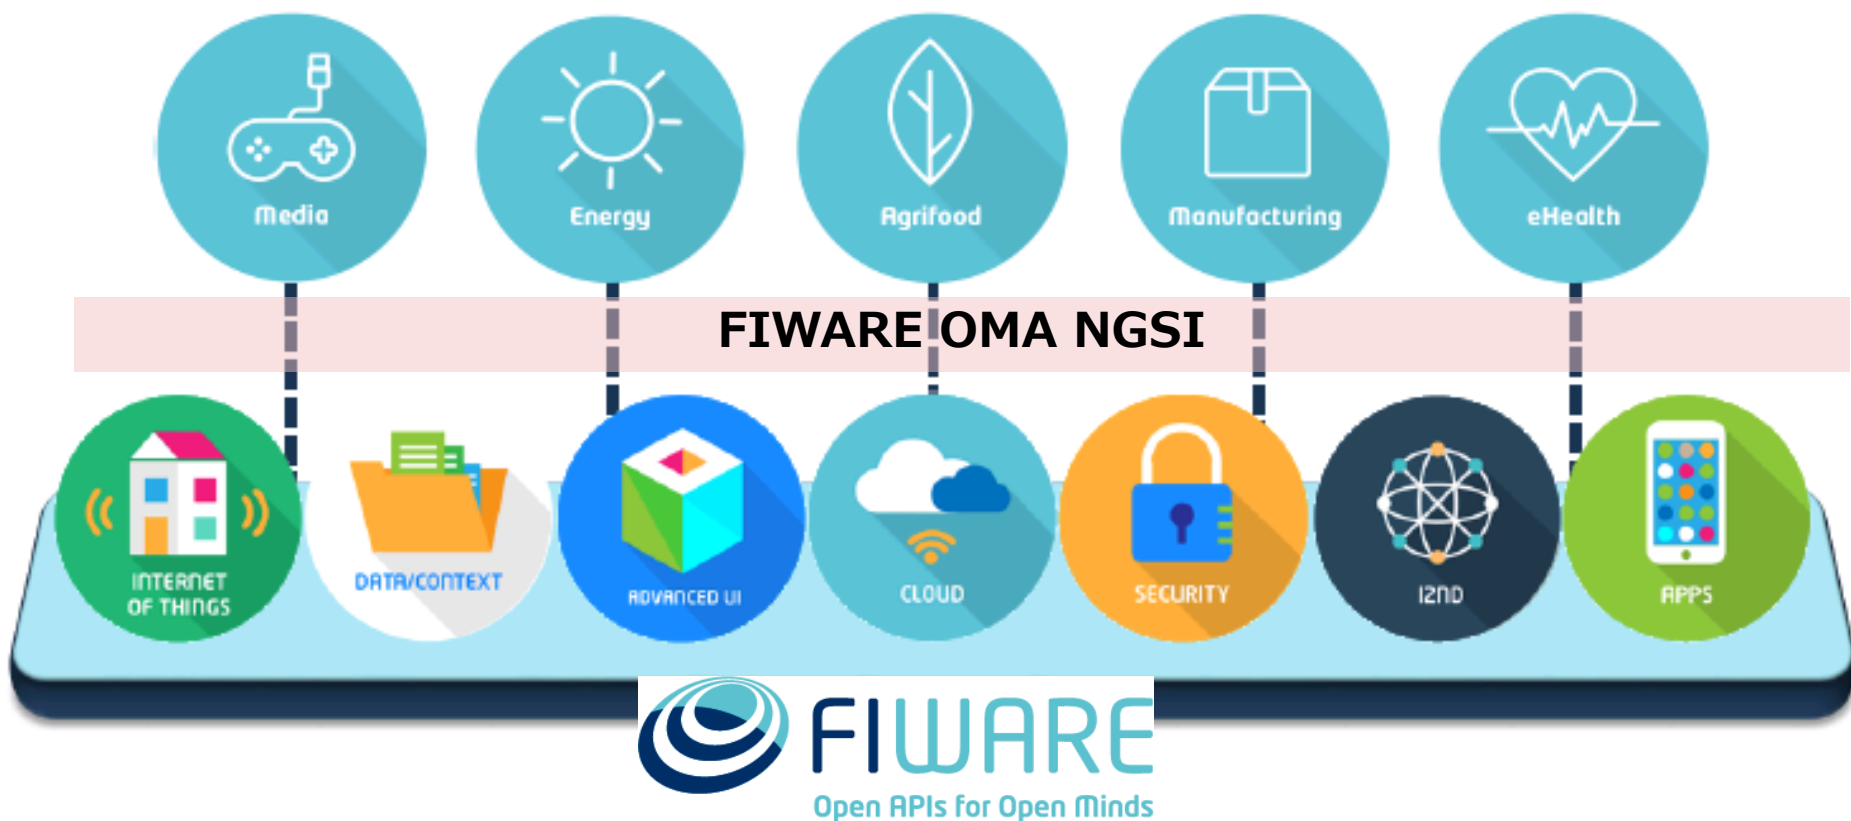 Media
Energy
Agrifood
Manufacturing
eHealth
FIWARE OMA NGSI
INTERNET
OF THINGS
DATA/CONTEXT
ADVANCED UI
CLOUD
SECURITY
I2ND
APPS
FIWARE
Open APIs for Open Minds